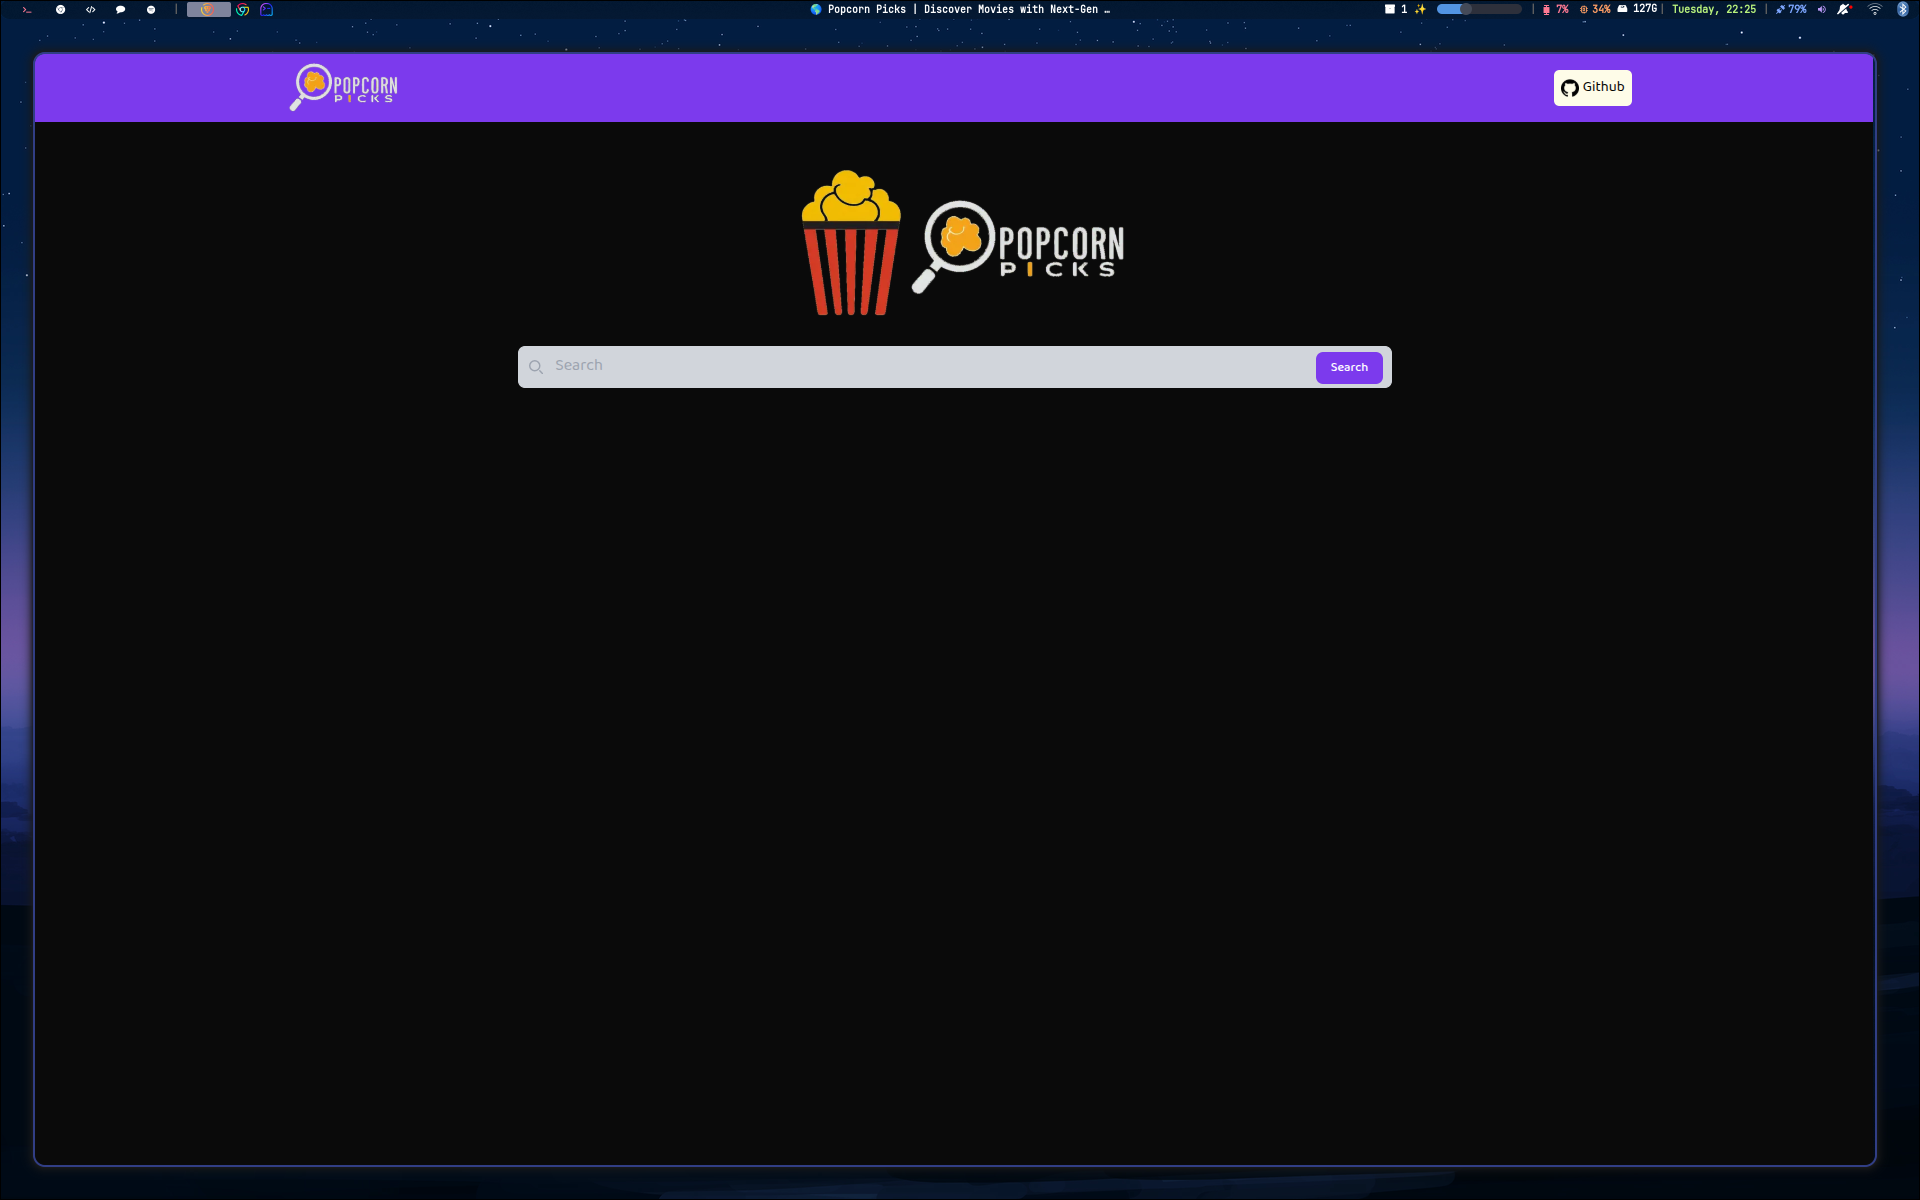 Popcorn Picks | Discover Movies with Next-Gen …
1
7%
34%
127G
Tuesday, 22:25
79%
POPCORN
PICKS
Github
POPCORN
PICKS
Search
Search